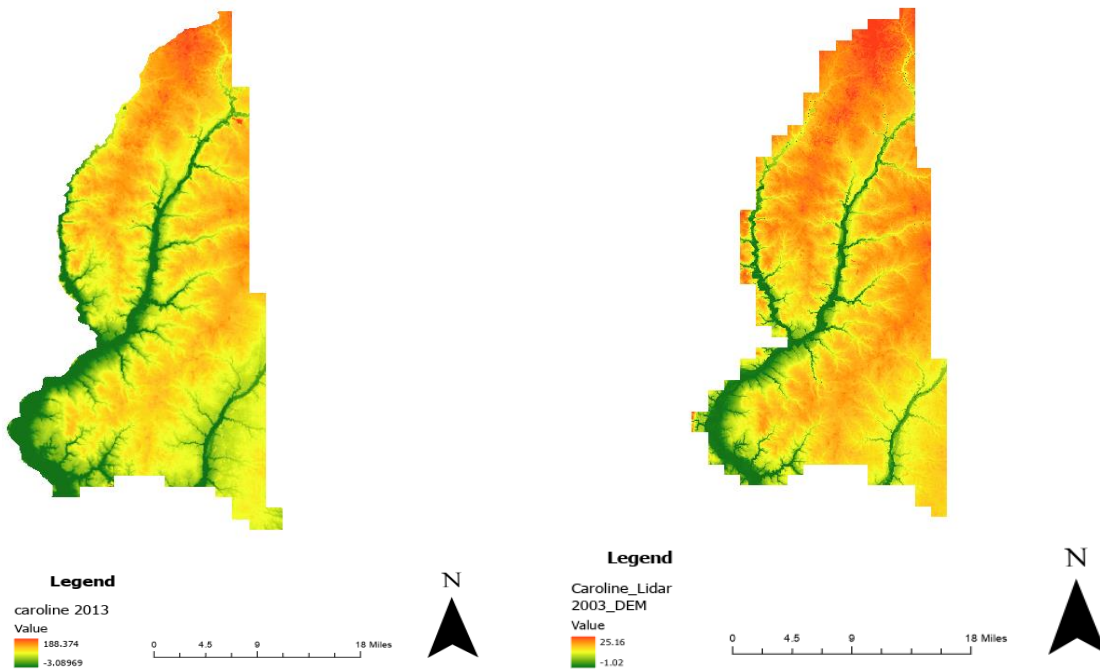 Legend
caroline 2013
Value
188.374
-3.08969
0 4.5 9 18 Miles
N
Legend
Caroline_Lidar
2003_DEM
Value
25.16
-1.02
0 4.5 9 18 Miles
N